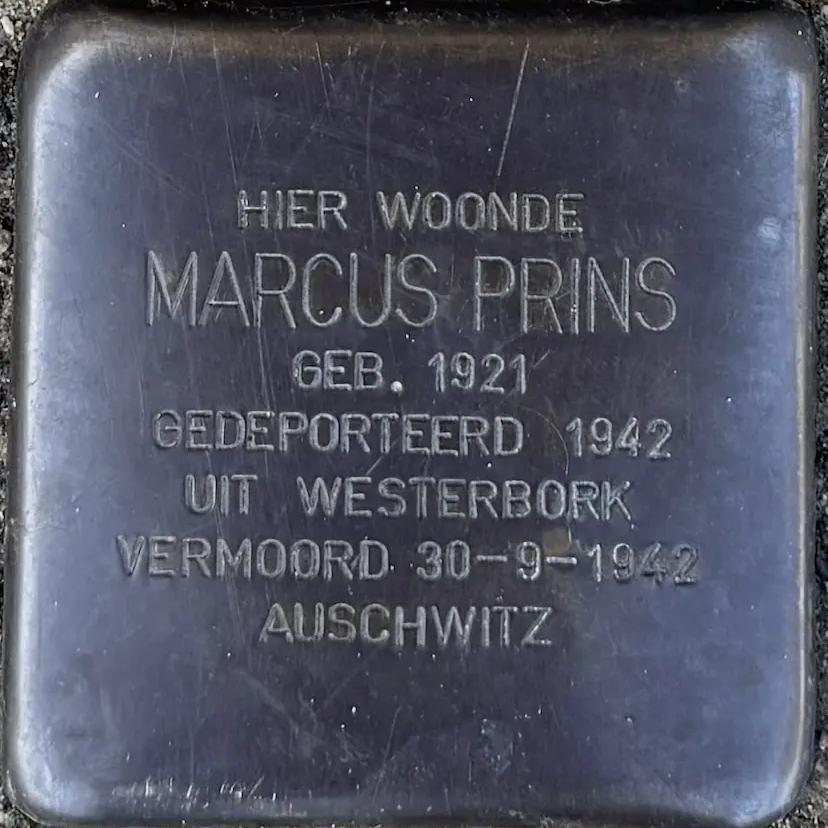 HIER WOONDE
MARCUS PRINS
GEB. 1921
GEDEPORTEERD 1942
UIT WESTERBORK
VERMOORD 30-9-1942
AUSCHWITZ